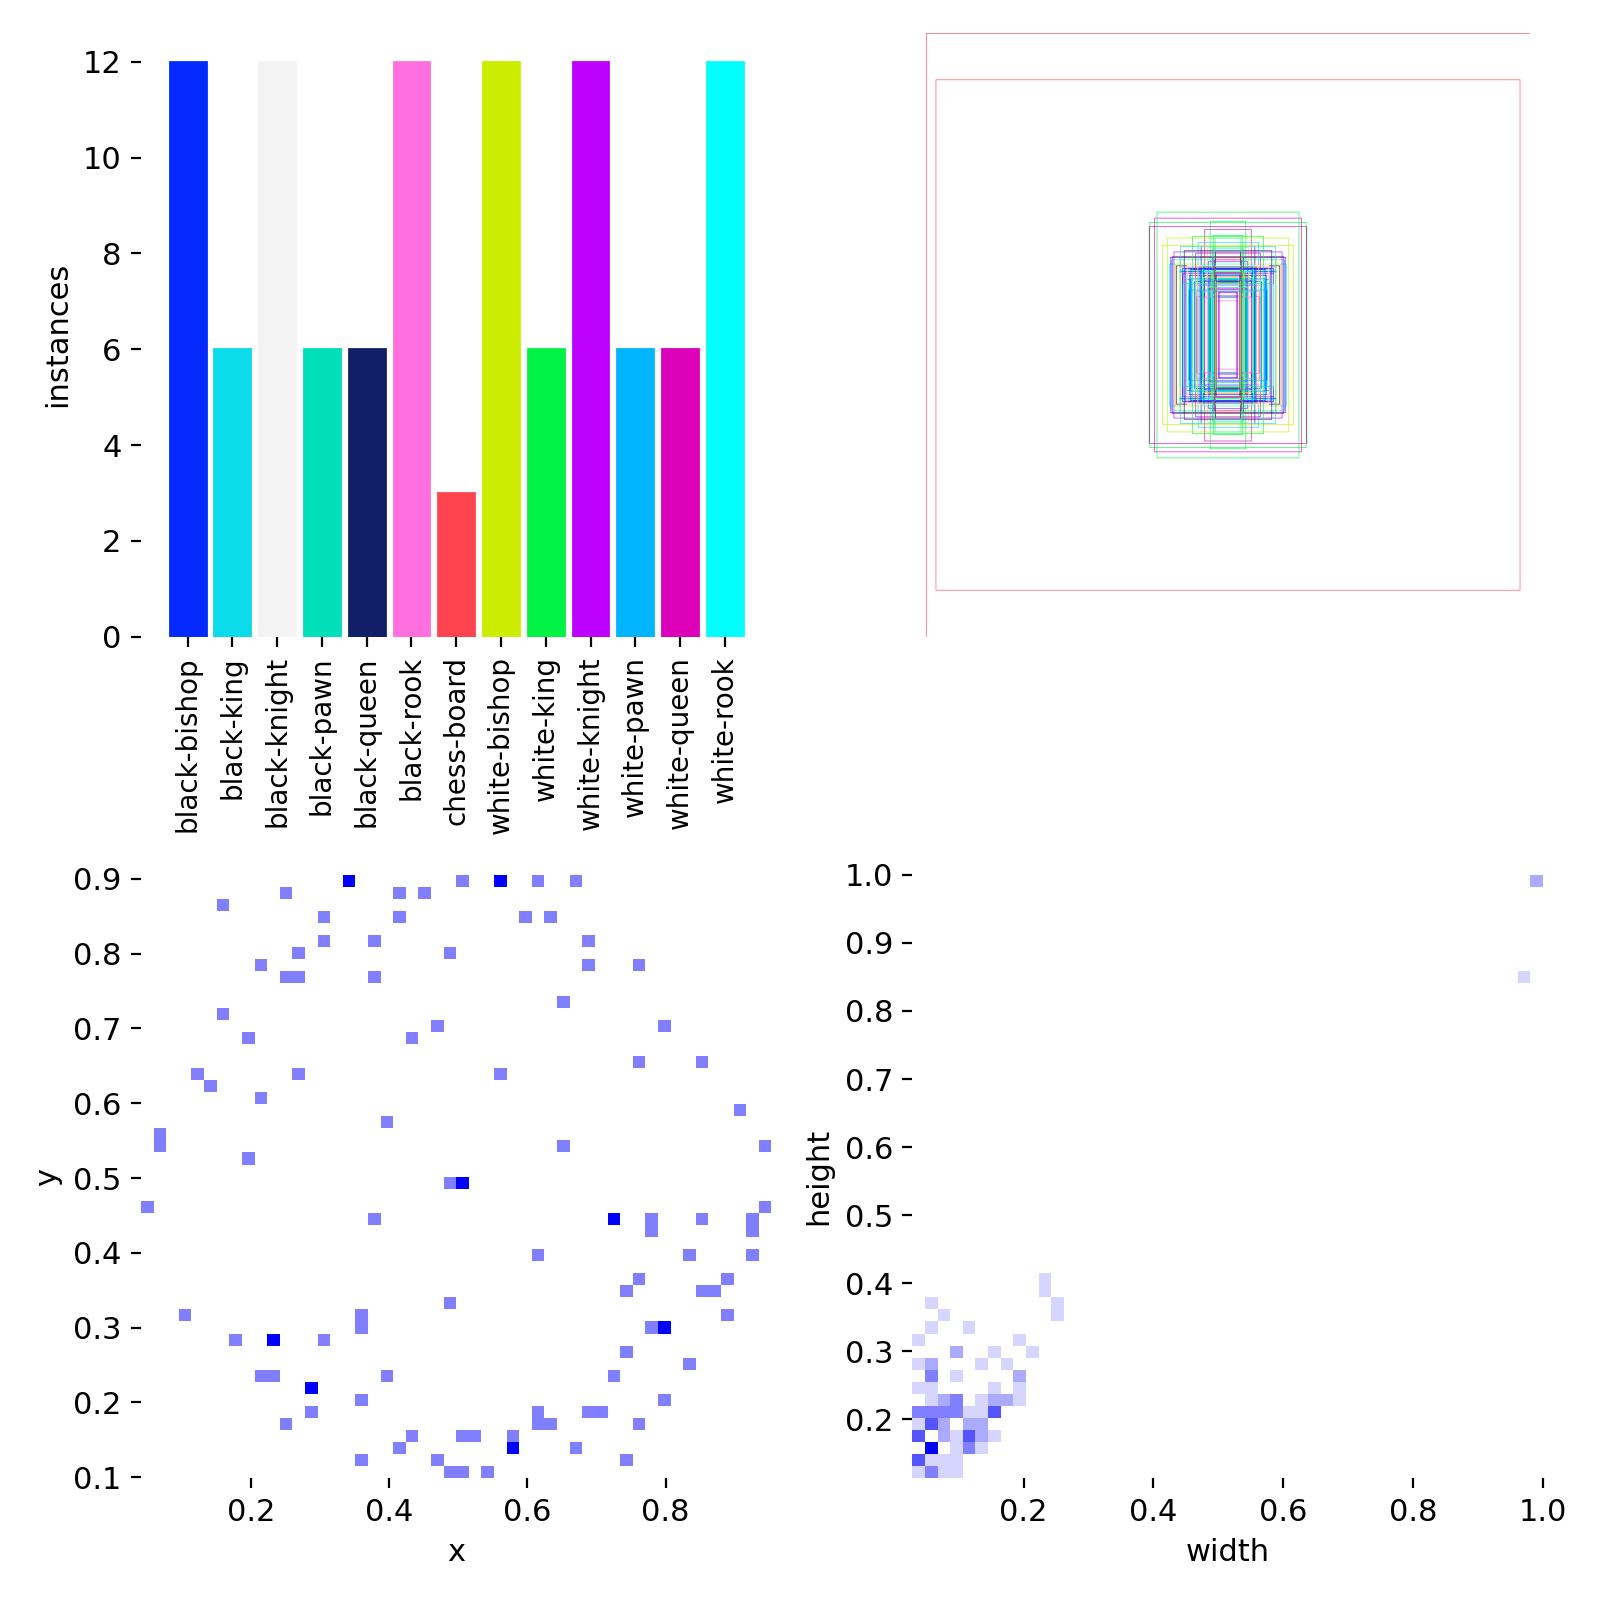 12
10
8
6
4
2
0
instances
black-bishop
black-king
black-knight
black-pawn
black-queen
black-rook
chess-board
white-bishop
white-king
white-knight
white-pawn
white-queen
white-rook
0.9
0.8
0.7
0.6
0.5
0.4
0.3
0.2
0.1
y
0.2 0.4 0.6 0.8
x
1.0
0.9
0.8
0.7
0.6
0.5
0.4
0.3
0.2
height
0.2 0.4 0.6 0.8 1.0
width